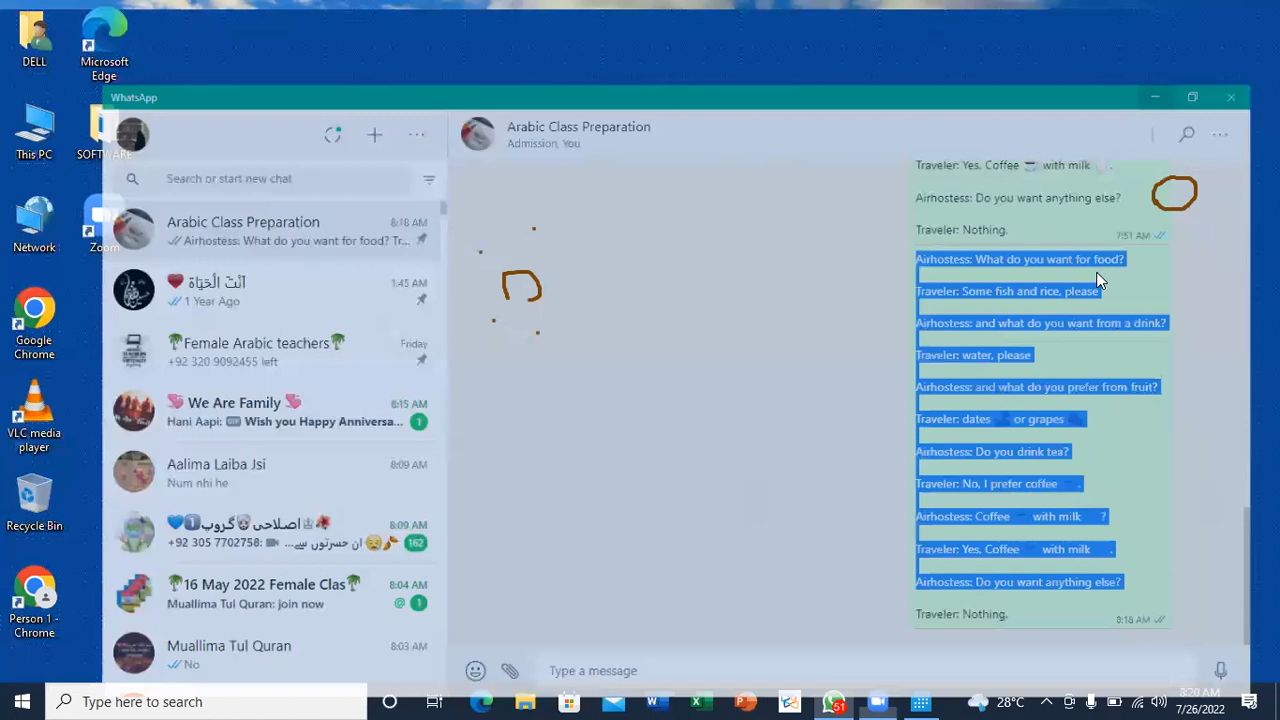 DELL
Microsoft
Edge
This PC
SOFTWARE
Network
Zoom
Google
Chrome
VLC media
player
Recycle Bin
Person 1 -
Chrome
WhatsApp
Search or start new chat
Arabic Class Preparation
8:18 AM
Airhostess: What do you want for food? Tr...
أَنْتَ الْحَيَاة
1:45 AM
1 Year Ago
Female Arabic teachers
Friday
+92 320 9092455 left
We Are Family
8:15 AM
Hani Aapi: GIF Wish you Happy Anniversa...
1
Aalima Laiba Jsi
8:09 AM
Num nhi he
اصلاحی گروپ
8:09 AM
+92 305 7702758: ان حسرتوں سے...
162
16 May 2022 Female Clas
8:04 AM
Muallima Tul Quran: join now
@ 1
Muallima Tul Quran
8:03 AM
No
Arabic Class Preparation
Admission, You
Traveler: Yes, Coffee ☕ with milk 🥛.
Airhostess: Do you want anything else?
Traveler: Nothing.
7:51 AM
Airhostess: What do you want for food?
Traveler: Some fish and rice, please
Airhostess: and what do you want from a drink?
Traveler: water, please
Airhostess: and what do you prefer from fruit?
Traveler: dates or grapes
Airhostess: Do you drink tea?
Traveler: No, I prefer coffee .
Airhostess: Coffee with milk ?
Traveler: Yes, Coffee with milk .
Airhostess: Do you want anything else?
Traveler: Nothing.
8:18 AM
Type a message
Type here to search
51
28°C
8:20 AM
7/26/2022